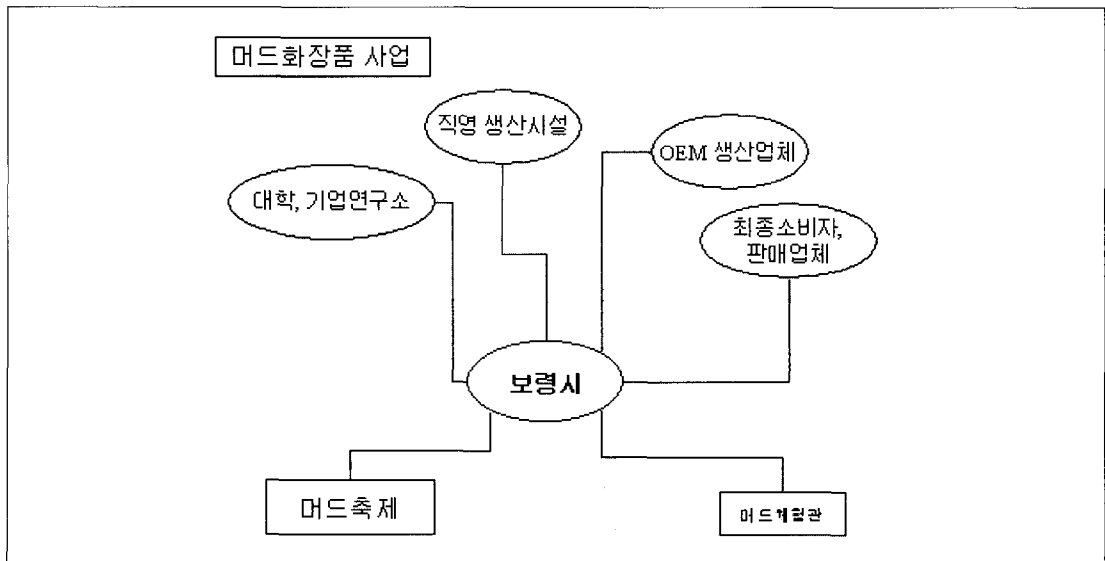 머드화장품 사업
직영 생산시설
OEM 생산업체
대학, 기업연구소
최종소비자,
판매업체
보령시
머드축제
머드체험관